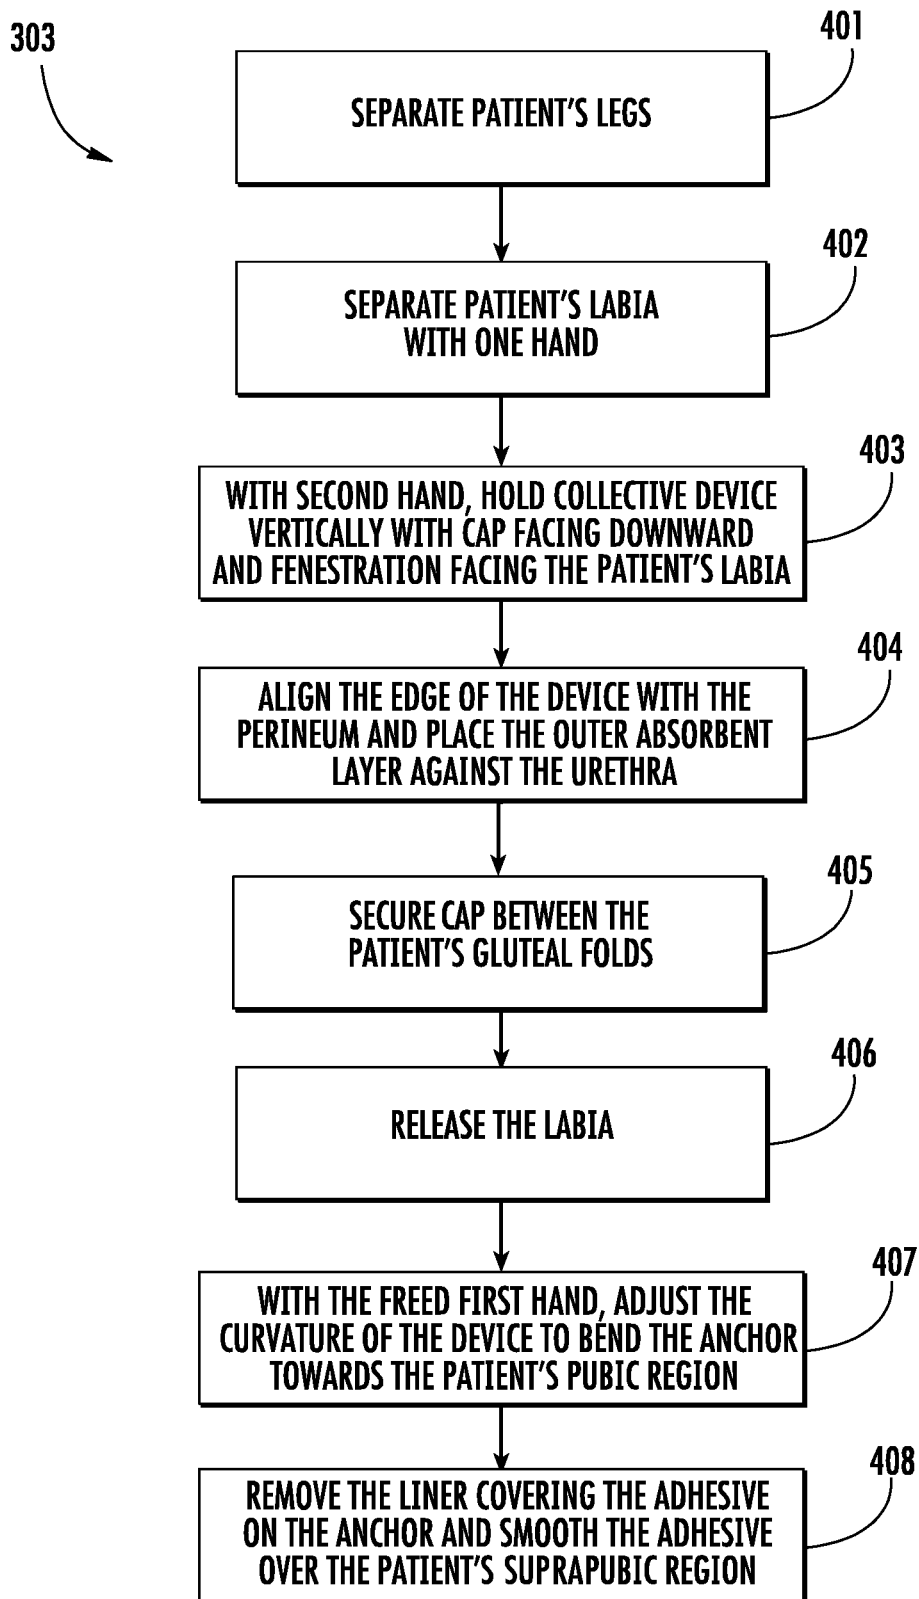 303
401
SEPARATE PATIENT'S LEGS
402
SEPARATE PATIENT'S LABIA
WITH ONE HAND
403
WITH SECOND HAND, HOLD COLLECTIVE DEVICE
VERTICALLY WITH CAP FACING DOWNWARD
AND FENESTRATION FACING THE PATIENT'S LABIA
404
ALIGN THE EDGE OF THE DEVICE WITH THE
PERINEUM AND PLACE THE OUTER ABSORBENT
LAYER AGAINST THE URETHRA
405
SECURE CAP BETWEEN THE
PATIENT'S GLUTEAL FOLDS
406
RELEASE THE LABIA
407
WITH THE FREED FIRST HAND, ADJUST THE
CURVATURE OF THE DEVICE TO BEND THE ANCHOR
TOWARDS THE PATIENT'S PUBIC REGION
408
REMOVE THE LINER COVERING THE ADHESIVE
ON THE ANCHOR AND SMOOTH THE ADHESIVE
OVER THE PATIENT'S SUPRAPUBIC REGION